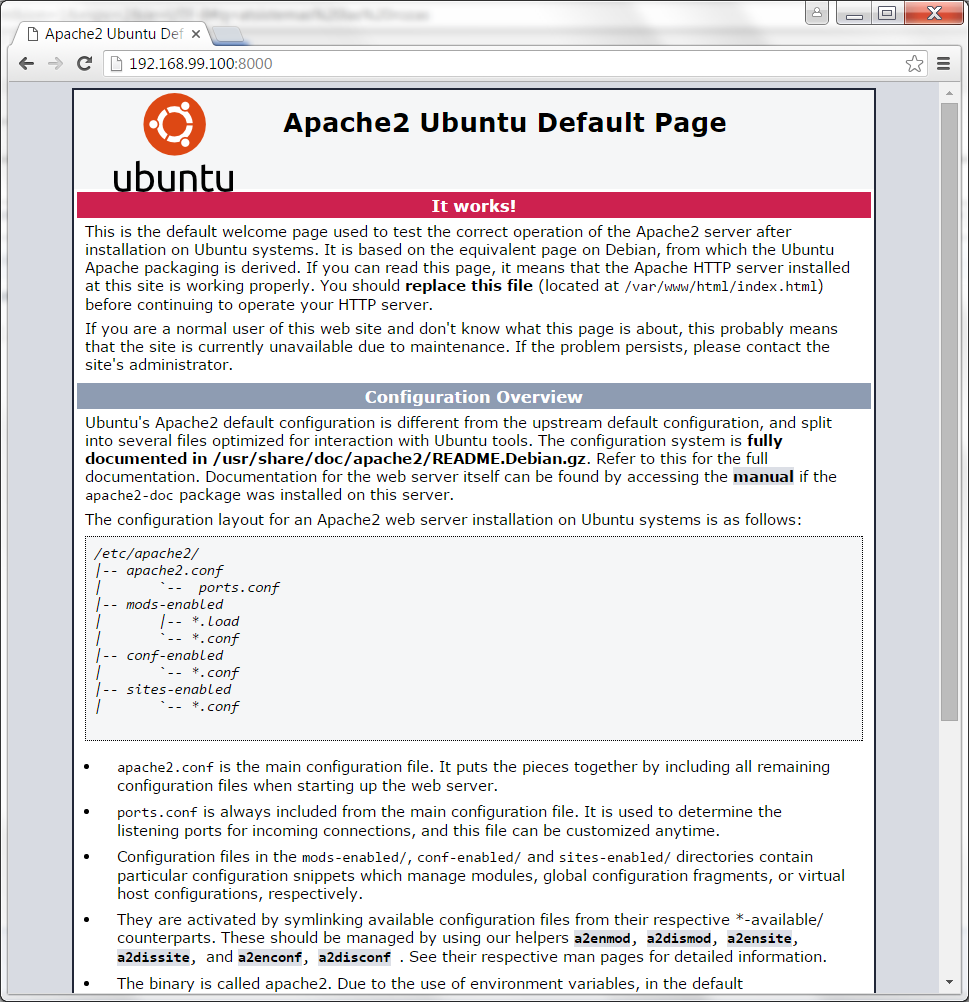 Apache2 Ubuntu Def
192.168.99.100:8000
ubuntu
Apache2 Ubuntu Default Page
It works!
This is the default welcome page used to test the correct operation of the Apache2 server after
installation on Ubuntu systems. It is based on the equivalent page on Debian, from which the Ubuntu
Apache packaging is derived. If you can read this page, it means that the Apache HTTP server installed
at this site is working properly. You should replace this file (located at /var/www/html/index.html)
before continuing to operate your HTTP server.
If you are a normal user of this web site and don't know what this page is about, this probably means
that the site is currently unavailable due to maintenance. If the problem persists, please contact the
site's administrator.
Configuration Overview
Ubuntu's Apache2 default configuration is different from the upstream default configuration, and split
into several files optimized for interaction with Ubuntu tools. The configuration system is fully
documented in /usr/share/doc/apache2/README.Debian.gz. Refer to this for the full
documentation. Documentation for the web server itself can be found by accessing the manual if the
apache2-doc package was installed on this server.
The configuration layout for an Apache2 web server installation on Ubuntu systems is as follows:
/etc/apache2/
|-- apache2.conf
|       `--  ports.conf
|-- mods-enabled
|       |-- *.load
|       `-- *.conf
|-- conf-enabled
|       `-- *.conf
|-- sites-enabled
|       `-- *.conf
• apache2.conf is the main configuration file. It puts the pieces together by including all remaining
configuration files when starting up the web server.
• ports.conf is always included from the main configuration file. It is used to determine the
listening ports for incoming connections, and this file can be customized anytime.
• Configuration files in the mods-enabled/, conf-enabled/ and sites-enabled/ directories contain
particular configuration snippets which manage modules, global configuration fragments, or virtual
host configurations, respectively.
• They are activated by symlinking available configuration files from their respective *-available/
counterparts. These should be managed by using our helpers a2enmod, a2dismod, a2ensite,
a2dissite, and a2enconf, a2disconf . See their respective man pages for detailed information.
• The binary is called apache2. Due to the use of environment variables, in the default